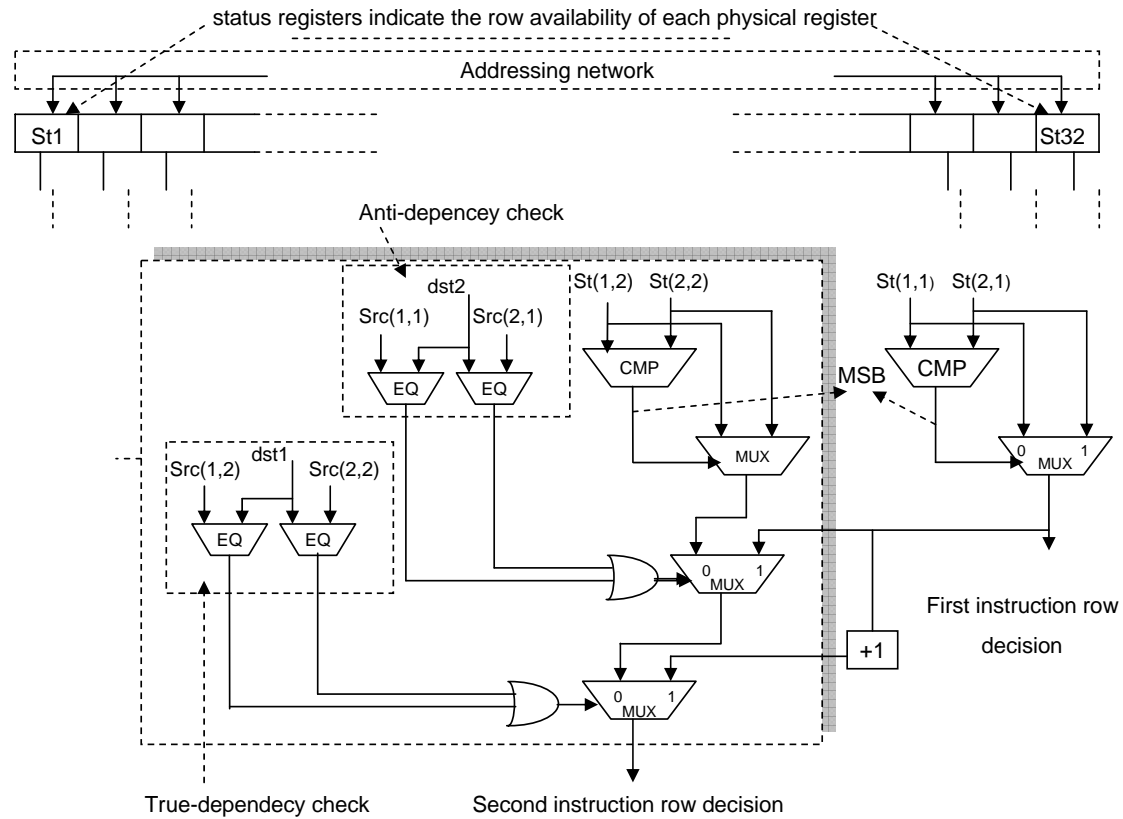 status registers indicate the row availability of each physical register
Addressing network
St1
St32
Anti-depencey check
dst2
Src(1,1)
Src(2,1)
EQ
EQ
St(1,2)
St(2,2)
CMP
MUX
St(1,1)
St(2,1)
CMP
MSB
0
1
MUX
dst1
Src(1,2)
Src(2,2)
EQ
EQ
0
1
MUX
First instruction row
decision
+1
0
1
MUX
True-dependecy check
Second instruction row decision